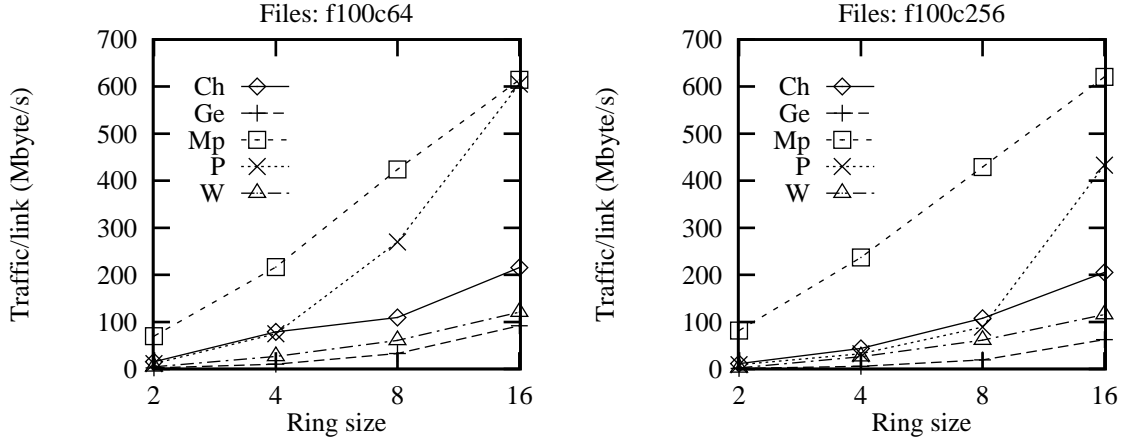 Files: f100c64
Traffic/link (Mbyte/s)
700
600
500
400
300
200
100
0
Ch
Ge
Mp
P
W
2 4 8 16
Ring size
Files: f100c256
Traffic/link (Mbyte/s)
700
600
500
400
300
200
100
0
Ch
Ge
Mp
P
W
2 4 8 16
Ring size